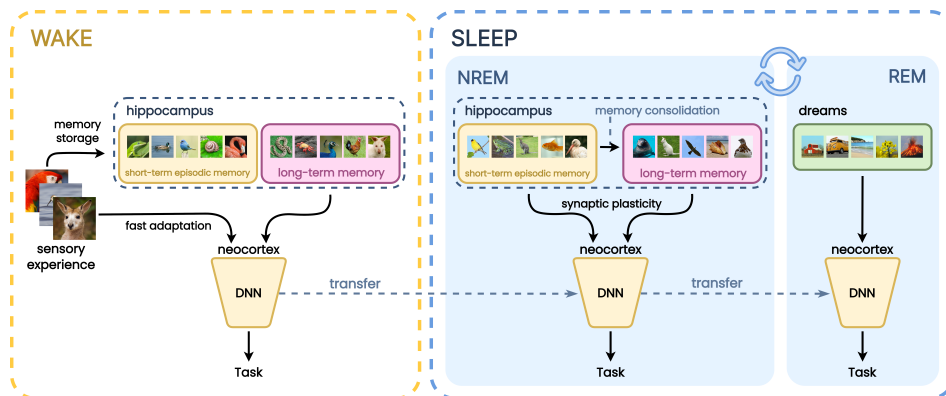 WAKE
hippocampus
memory
storage
short-term episodic memory
long-term memory
fast adaptation
sensory
experience
neocortex
DNN
transfer
Task
SLEEP
NREM
hippocampus
memory consolidation
short-term episodic memory
long-term memory
synaptic plasticity
neocortex
DNN
transfer
Task
REM
dreams
neocortex
DNN
Task